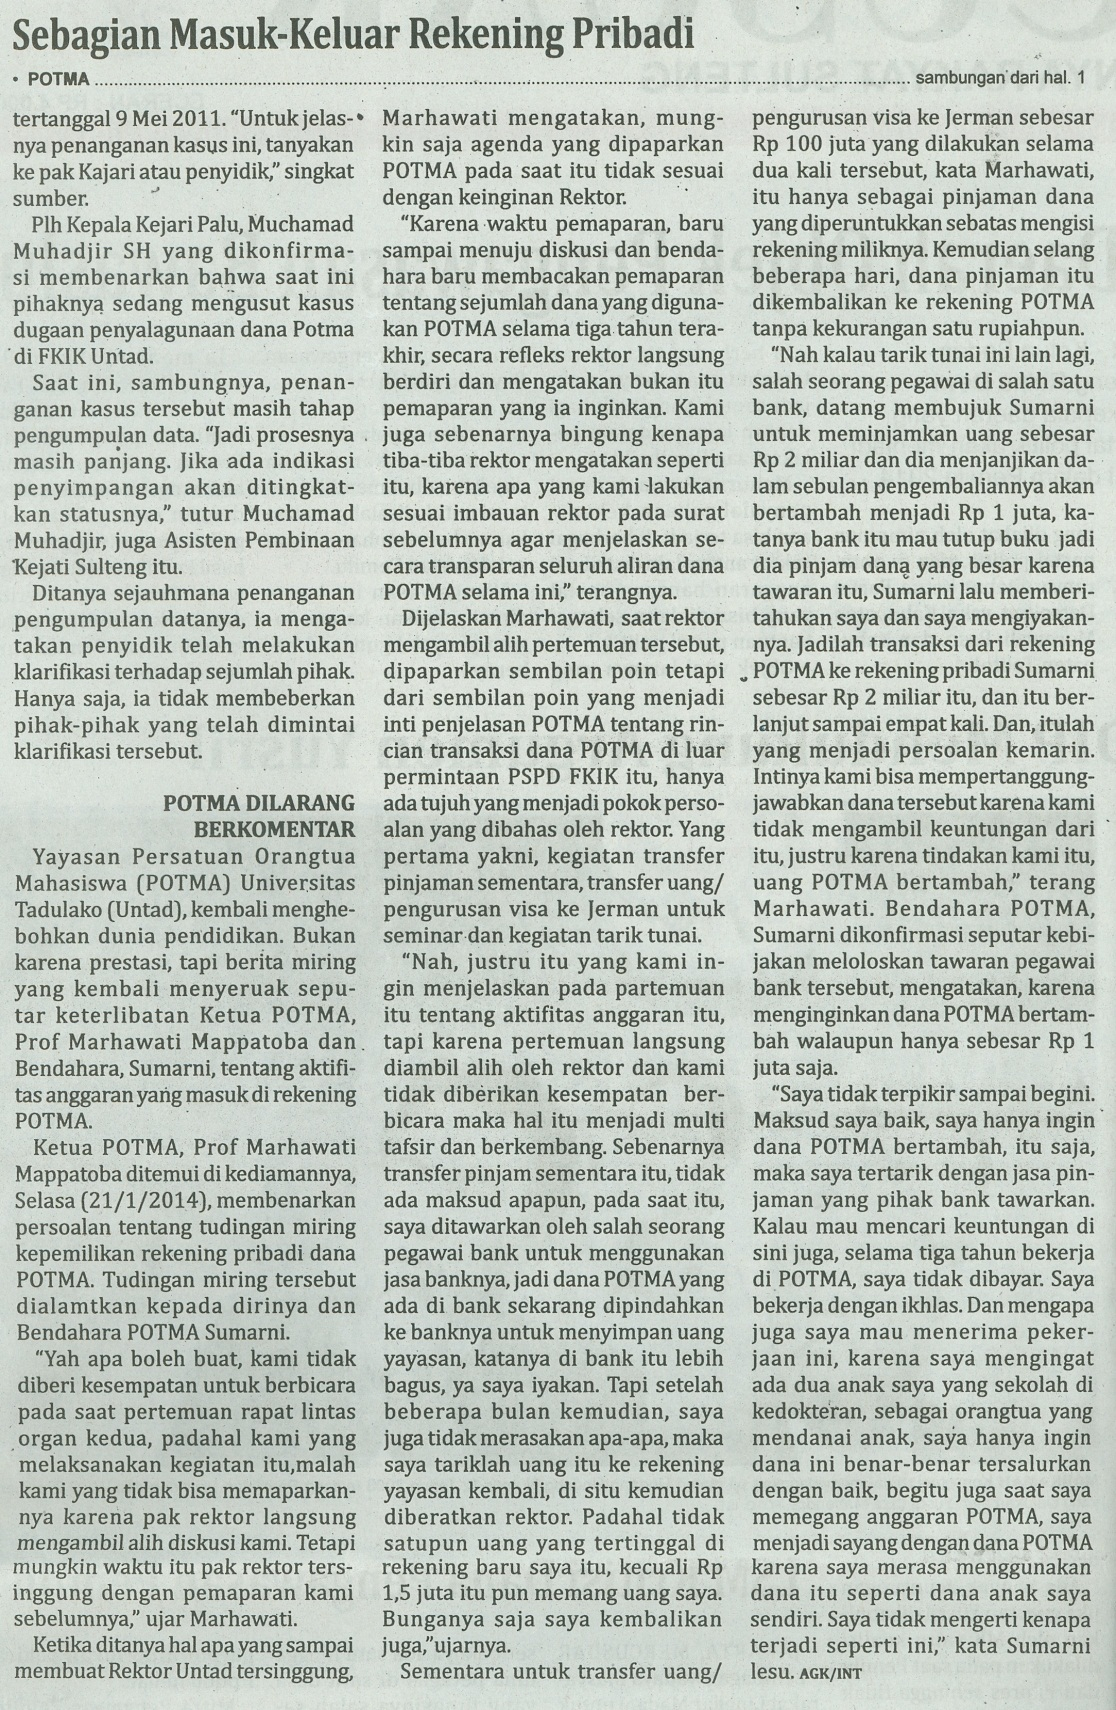 Sebagian Masuk-Keluar Rekening Pribadi
• POTMA ........ sambungan dari hal. 1
tertanggal 9 Mei 2011. “Untuk jelas-
nya penanganan kasus ini, tanyakan
ke pak Kajari atau penyidik,” singkat
sumber.
Plh Kepala Kejari Palu, Muchamad
Muhadjir SH yang dikonfirma-
si membenarkan bahwa saat ini
pihaknya sedang mengusut kasus
dugaan penyalagunaan dana Potma
di FKIK Untad.
Saat ini, sambungnya, penan-
ganan kasus tersebut masih tahap
pengumpulan data. “Jadi prosesnya
masih panjang. Jika ada indikasi
penyimpangan akan ditingkat-
kan statusnya,” tutur Muchamad
Muhadjir, juga Asisten Pembinaan
Kejati Sulteng itu.
Ditanya sejauhmana penanganan
pengumpulan datanya, ia menga-
takan penyidik telah melakukan
klarifikasi terhadap sejumlah pihak.
Hanya saja, ia tidak membeberkan
pihak-pihak yang telah dimintai
klarifikasi tersebut.
POTMA DILARANG
BERKOMENTAR
Yayasan Persatuan Orangtua
Mahasiswa (POTMA) Universitas
Tadulako (Untad), kembali menghe-
bohkan dunia pendidikan. Bukan
karena prestasi, tapi berita miring
yang kembali menyeruak sepu-
tar keterlibatan Ketua POTMA,
Prof Marhawati Mappatoba dan
Bendahara, Sumarni, tentang aktifi-
tas anggaran yang masuk di rekening
POTMA.
Ketua POTMA, Prof Marhawati
Mappatoba ditemui di kediamannya,
Selasa (21/1/2014), membenarkan
persoalan tentang tudingan miring
kepemilikan rekening pribadi dana
POTMA. Tudingan miring tersebut
dialamtkan kepada dirinya dan
Bendahara POTMA Sumarni.
“Yah apa boleh buat, kami tidak
diberi kesempatan untuk berbicara
pada saat pertemuan rapat lintas
organ kedua, padahal kami yang
melaksanakan kegiatan itu,malah
kami yang tidak bisa memaparkan-
nya karena pak rektor langsung
mengambil alih diskusi kami. Tetapi
mungkin waktu itu pak rektor ters-
inggung dengan pemaparan kami
sebelumnya,” ujar Marhawati.
Ketika ditanya hal apa yang sampai
membuat Rektor Untad tersinggung,
Marhawati mengatakan, mung-
kin saja agenda yang dipaparkan
POTMA pada saat itu tidak sesuai
dengan keinginan Rektor.
“Karena waktu pemaparan, baru
sampai menuju diskusi dan benda-
hara baru membacakan pemaparan
tentang sejumlah dana yang diguna-
kan POTMA selama tiga tahun tera-
khir, secara refleks rektor langsung
berdiri dan mengatakan bukan itu
pemaparan yang ia inginkan. Kami
juga sebenarnya bingung kenapa
tiba-tiba rektor mengatakan seperti
itu, karena apa yang kami lakukan
sesuai imbauan rektor pada surat
sebelumnya agar menjelaskan se-
cara transparan seluruh aliran dana
POTMA selama ini,” terangnya.
Dijelaskan Marhawati, saat rektor
mengambil alih pertemuan tersebut,
dipaparkan sembilan poin tetapi
dari sembilan poin yang menjadi
inti penjelasan POTMA tentang rin-
cian transaksi dana POTMA di luar
permintaan PSPD FKIK itu, hanya
ada tujuh yang menjadi pokok perso-
alan yang dibahas oleh rektor. Yang
pertama yakni, kegiatan transfer
pinjaman sementara, transfer uang/
pengurusan visa ke Jerman untuk
seminar dan kegiatan tarik tunai.
“Nah, justru itu yang kami in-
gin menjelaskan pada partemuan
itu tentang aktifitas anggaran itu,
tapi karena pertemuan langsung
diambil alih oleh rektor dan kami
tidak diberikan kesempatan ber-
bicara maka hal itu menjadi multi
tafsir dan berkembang. Sebenarnya
transfer pinjam sementara itu, tidak
ada maksud apapun, pada saat itu,
saya ditawarkan oleh salah seorang
pegawai bank untuk menggunakan
jasa banknya, jadi dana POTMA yang
ada di bank sekarang dipindahkan
ke banknya untuk menyimpan uang
yayasan, katanya di bank itu lebih
bagus, ya saya iyakan. Tapi setelah
beberapa bulan kemudian, saya
juga tidak merasakan apa-apa, maka
saya tariklah uang itu ke rekening
yayasan kembali, di situ kemudian
diberatkan rektor. Padahal tidak
satupun uang yang tertinggal di
rekening baru saya itu, kecuali Rp
1,5 juta itu pun memang uang saya.
Bunganya saja saya kembalikan
juga,”ujarnya.
Sementara untuk transfer uang/
pengurusan visa ke Jerman sebesar
Rp 100 juta yang dilakukan selama
dua kali tersebut, kata Marhawati,
itu hanya sebagai pinjaman dana
yang diperuntukkan sebatas mengisi
rekening miliknya. Kemudian selang
beberapa hari, dana pinjaman itu
dikembalikan ke rekening POTMA
tanpa kekurangan satu rupiahpun.
“Nah kalau tarik tunai ini lain lagi,
salah seorang pegawai di salah satu
bank, datang membujuk Sumarni
untuk meminjamkan uang sebesar
Rp 2 miliar dan dia menjanjikan da-
lam sebulan pengembaliannya akan
bertambah menjadi Rp 1 juta, ka-
tanya bank itu mau tutup buku jadi
dia pinjam dana yang besar karena
tawaran itu, Sumarni lalu memberi-
tahukan saya dan saya mengiyakan-
nya. Jadilah transaksi dari rekening
POTMA ke rekening pribadi Sumarni
sebesar Rp 2 miliar itu, dan itu ber-
lanjut sampai empat kali. Dan, itulah
yang menjadi persoalan kemarin.
Intinya kami bisa mempertanggung-
jawabkan dana tersebut karena kami
tidak mengambil keuntungan dari
itu, justru karena tindakan kami itu,
uang POTMA bertambah,” terang
Marhawati. Bendahara POTMA,
Sumarni dikonfirmasi seputar kebi-
jakan meloloskan tawaran pegawai
bank tersebut, mengatakan, karena
menginginkan dana POTMA bertam-
bah walaupun hanya sebesar Rp 1
juta saja.
“Saya tidak terpikir sampai begini.
Maksud saya baik, saya hanya ingin
dana POTMA bertambah, itu saja,
maka saya tertarik dengan jasa pin-
jaman yang pihak bank tawarkan.
Kalau mau mencari keuntungan di
sini juga, selama tiga tahun bekerja
di POTMA, saya tidak dibayar. Saya
bekerja dengan ikhlas. Dan mengapa
juga saya mau menerima peker-
jaan ini, karena saya mengingat
ada dua anak saya yang sekolah di
kedokteran, sebagai orangtua yang
mendanai anak, saya hanya ingin
dana ini benar-benar tersalurkan
dengan baik, begitu juga saat saya
memegang anggaran POTMA, saya
menjadi sayang dengan dana POTMA
karena saya merasa menggunakan
dana itu seperti dana anak saya
sendiri. Saya tidak mengerti kenapa
terjadi seperti ini,” kata Sumarni
lesu. AGK/INT